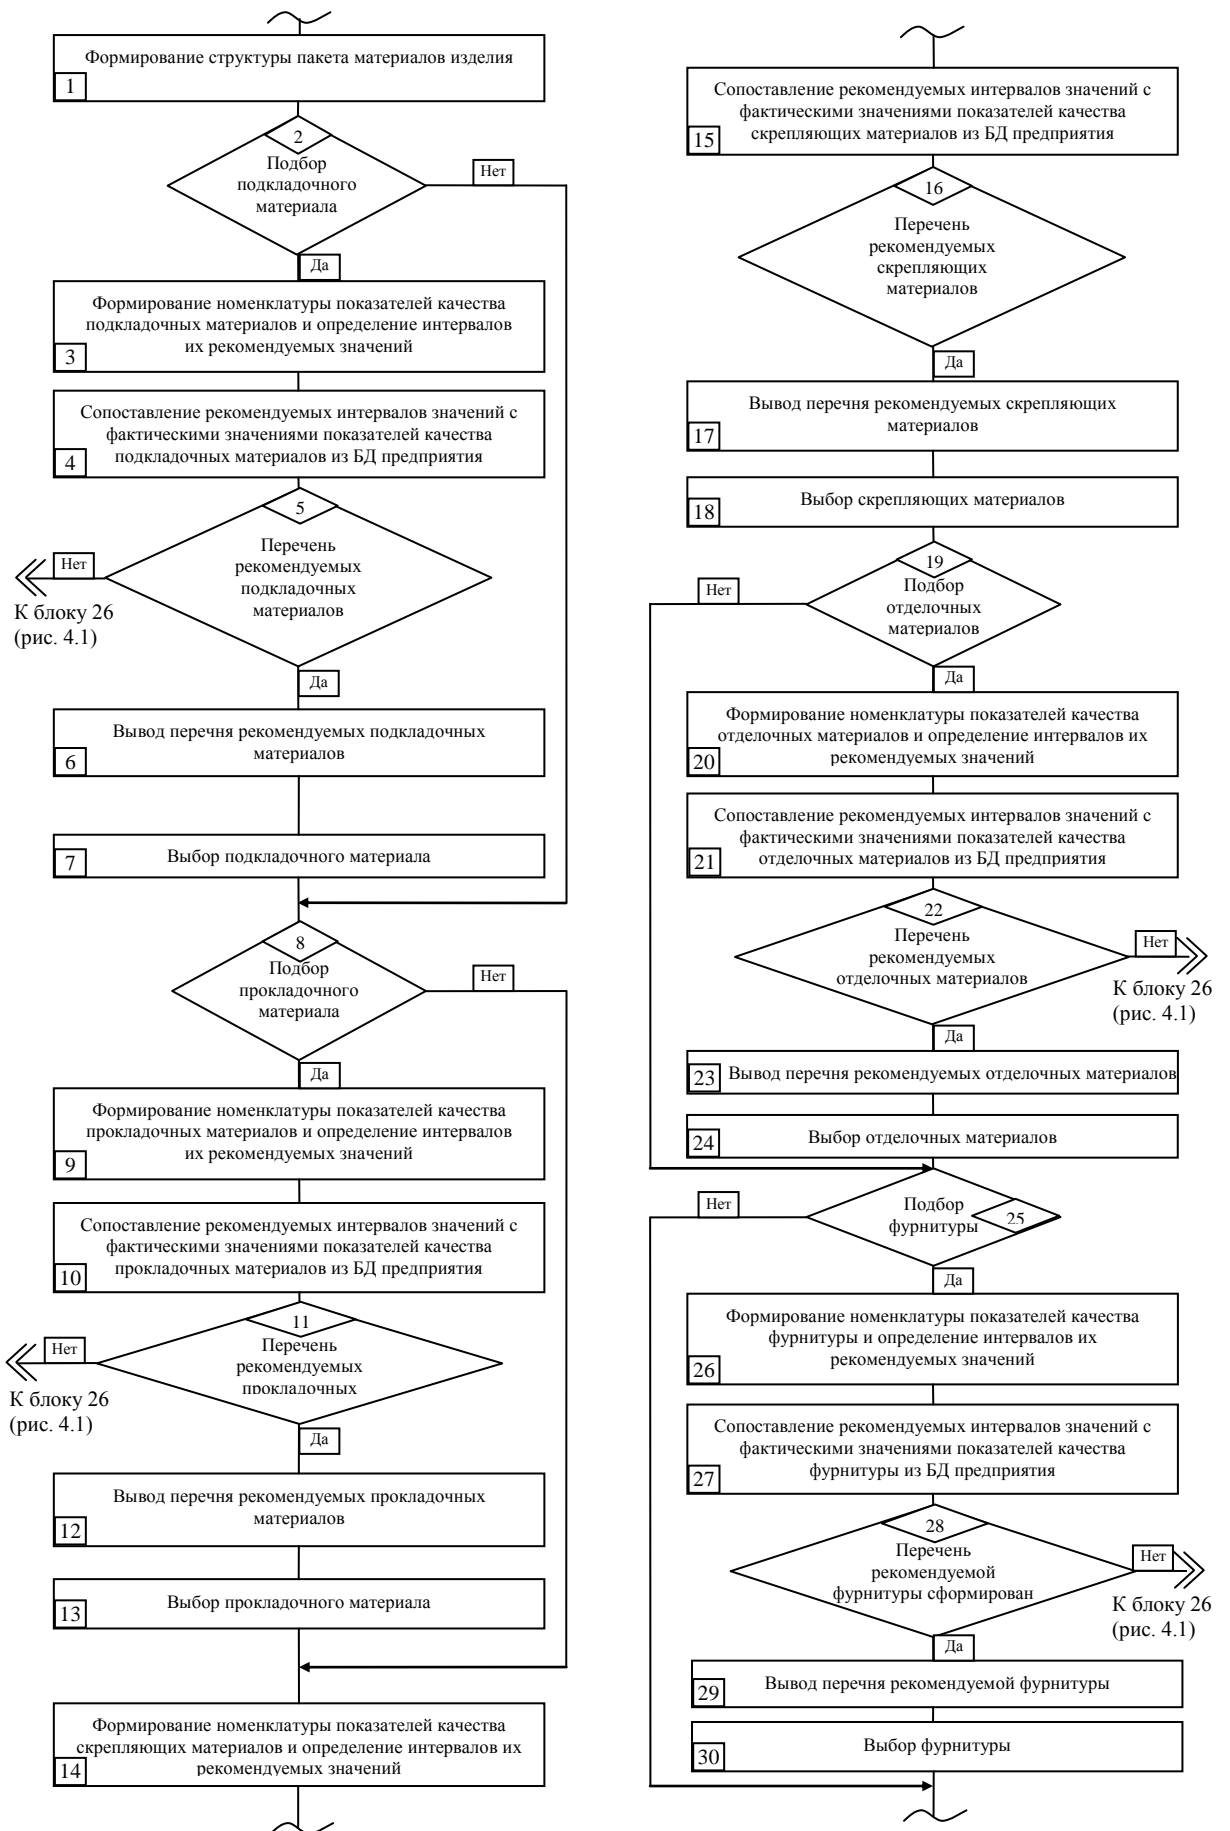 Формирование структуры пакета материалов изделия
1
2
Подбор
подкладочного
материала
Нет
Да
Формирование номенклатуры показателей качества
подкладочных материалов и определение интервалов
их рекомендуемых значений
3
Сопоставление рекомендуемых интервалов значений с
фактическими значениями показателей качества
подкладочных материалов из БД предприятия
4
5
Перечень
рекомендуемых
подкладочных
материалов
Нет
К блоку 26
(рис. 4.1)
Да
Вывод перечня рекомендуемых подкладочных
материалов
6
Выбор подкладочного материала
7
8
Подбор
прокладочного
материала
Нет
Да
Формирование номенклатуры показателей качества
прокладочных материалов и определение интервалов
их рекомендуемых значений
9
Сопоставление рекомендуемых интервалов значений с
фактическими значениями показателей качества
прокладочных материалов из БД предприятия
10
11
Перечень
рекомендуемых
прокладочных
Нет
К блоку 26
(рис. 4.1)
Да
Вывод перечня рекомендуемых прокладочных
материалов
12
Выбор прокладочного материала
13
Формирование номенклатуры показателей качества
скрепляющих материалов и определение интервалов их
рекомендуемых значений
14
Сопоставление рекомендуемых интервалов значений с
фактическими значениями показателей качества
скрепляющих материалов из БД предприятия
15
16
Перечень
рекомендуемых
скрепляющих
материалов
Да
Вывод перечня рекомендуемых скрепляющих
материалов
17
Выбор скрепляющих материалов
18
19
Подбор
отделочных
материалов
Нет
Да
Формирование номенклатуры показателей качества
отделочных материалов и определение интервалов их
рекомендуемых значений
20
Сопоставление рекомендуемых интервалов значений с
фактическими значениями показателей качества
отделочных материалов из БД предприятия
21
22
Перечень
рекомендуемых
отделочных материалов
Нет
К блоку 26
(рис. 4.1)
Да
23 Вывод перечня рекомендуемых отделочных материалов
Выбор отделочных материалов
24
Подбор
фурнитуры
25
Нет
Да
Формирование номенклатуры показателей качества
фурнитуры и определение интервалов их
рекомендуемых значений
26
Сопоставление рекомендуемых интервалов значений с
фактическими значениями показателей качества
фурнитуры из БД предприятия
27
28
Перечень
рекомендуемой
фурнитуры сформирован
Нет
К блоку 26
(рис. 4.1)
Да
Вывод перечня рекомендуемой фурнитуры
29
Выбор фурнитуры
30